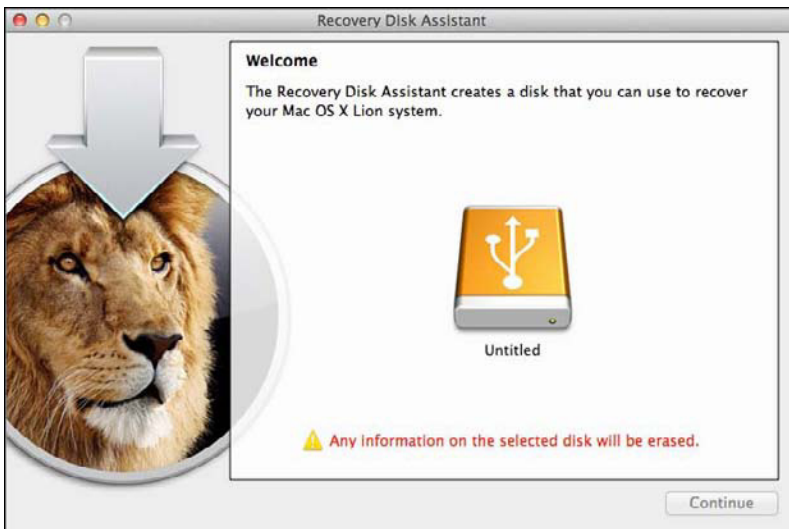 Recovery Disk Assistant
Welcome
The Recovery Disk Assistant creates a disk that you can use to recover
your Mac OS X Lion system.
Untitled
Any information on the selected disk will be erased.
Continue